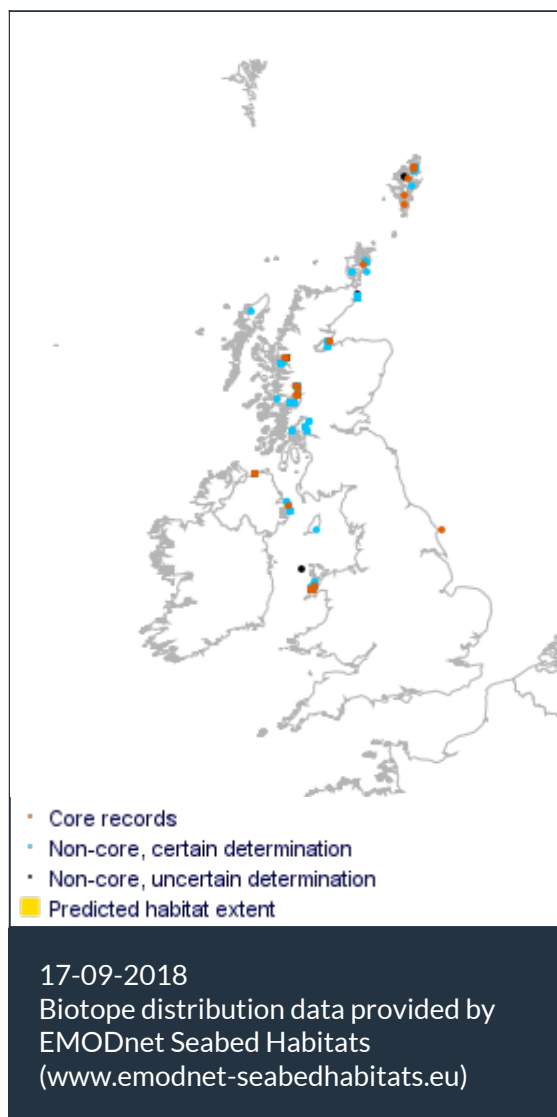 Core records
Non-core, certain determination
Non-core, uncertain determination
Predicted habitat extent
17-09-2018
Biotope distribution data provided by
EMODnet Seabed Habitats
(www.emodnet-seabedhabitats.eu)